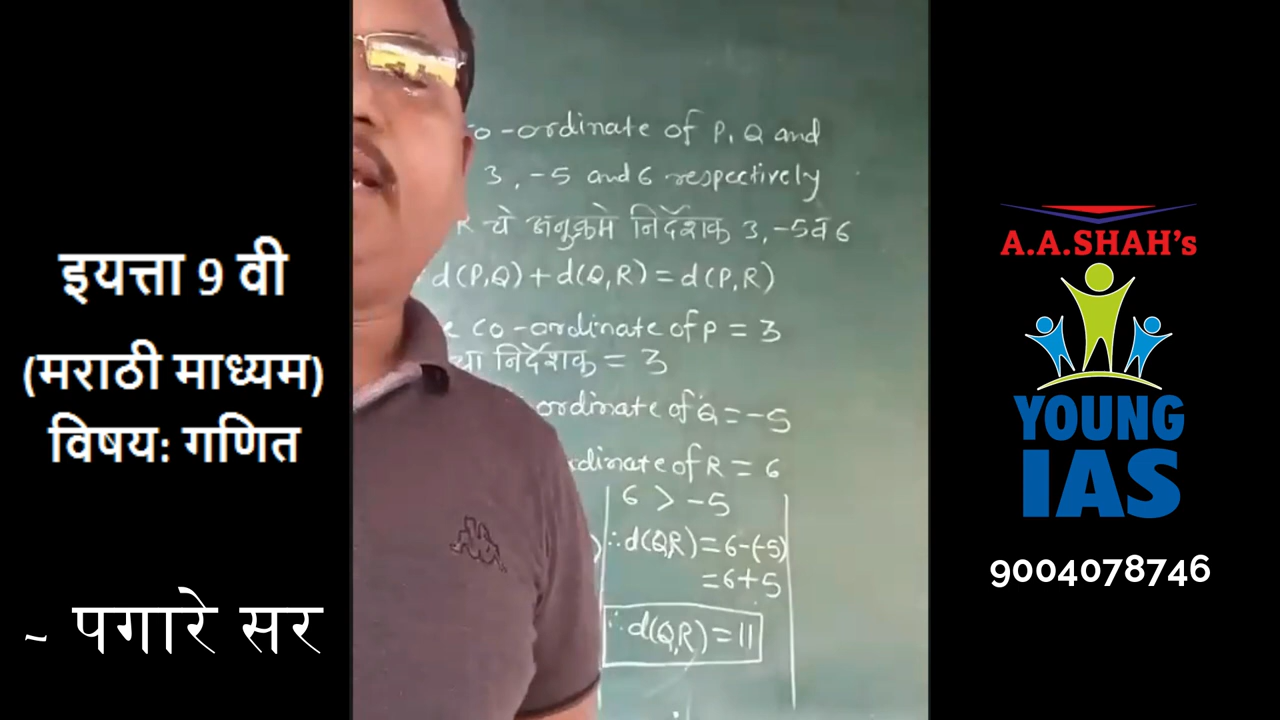 इयत्ता 9 वी
(मराठी माध्यम)
विषय: गणित
- पगारे सर
co-ordinate of P, Q and
3, -5 and 6 respectively
R चे अनुक्रमे निर्देशक 3, -5 व 6
d(P,Q) + d(Q,R) = d(P,R)
co-ordinate of P = 3
चा निर्देशक = 3
ordinate of Q = -5
rdinate of R = 6
6 > -5
∴ d(Q,R) = 6-(-5)
= 6+5
∴ d(Q,R) = 11
A.A.SHAH's
YOUNG
IAS
9004078746